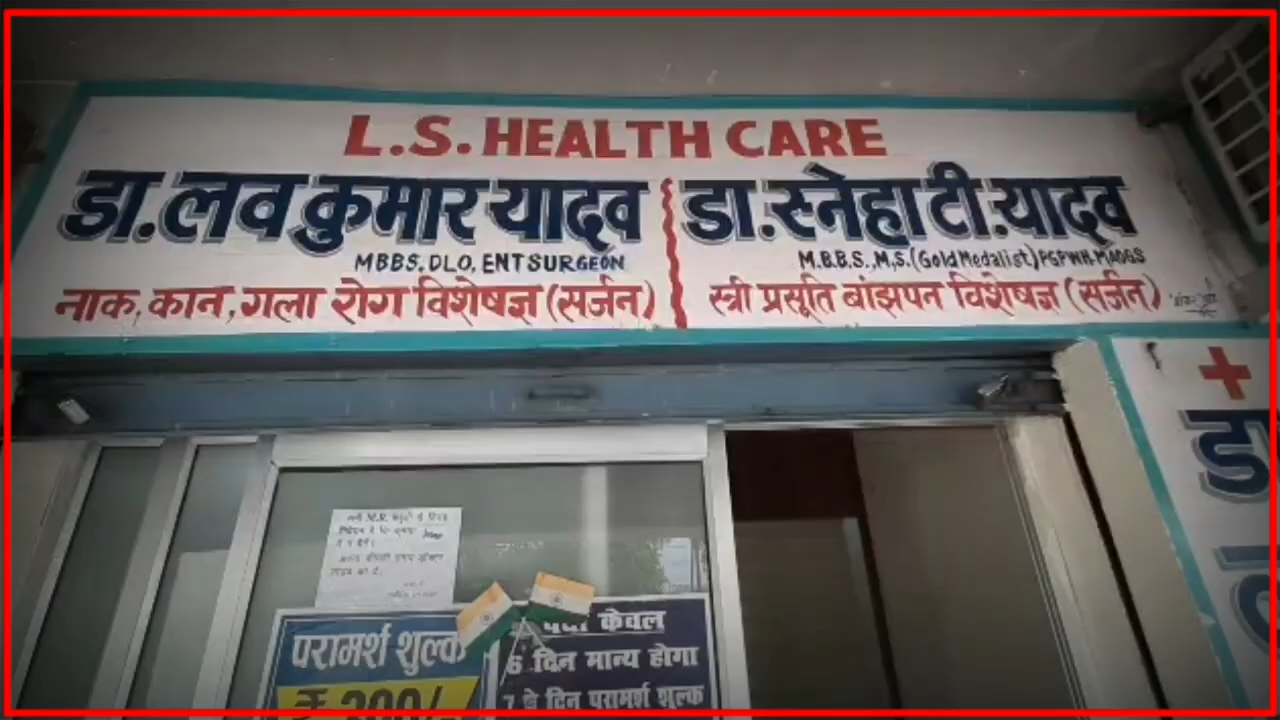 L.S. HEALTH CARE
डा. लव कुमार यादव
MBBS, DLO, ENT SURGEON
नाक, कान, गला रोग विशेषज्ञ (सर्जन)
डा. स्नेहा टी. यादव
M.B.B.S., M.S. (Gold Medalist) PGPWH, MAOGS
स्त्री प्रसूति बांझपन विशेषज्ञ (सर्जन)
परामर्श शुल्क
केवल
6 दिन मान्य होगा
7 वे दिन परामर्श शुल्क
डा